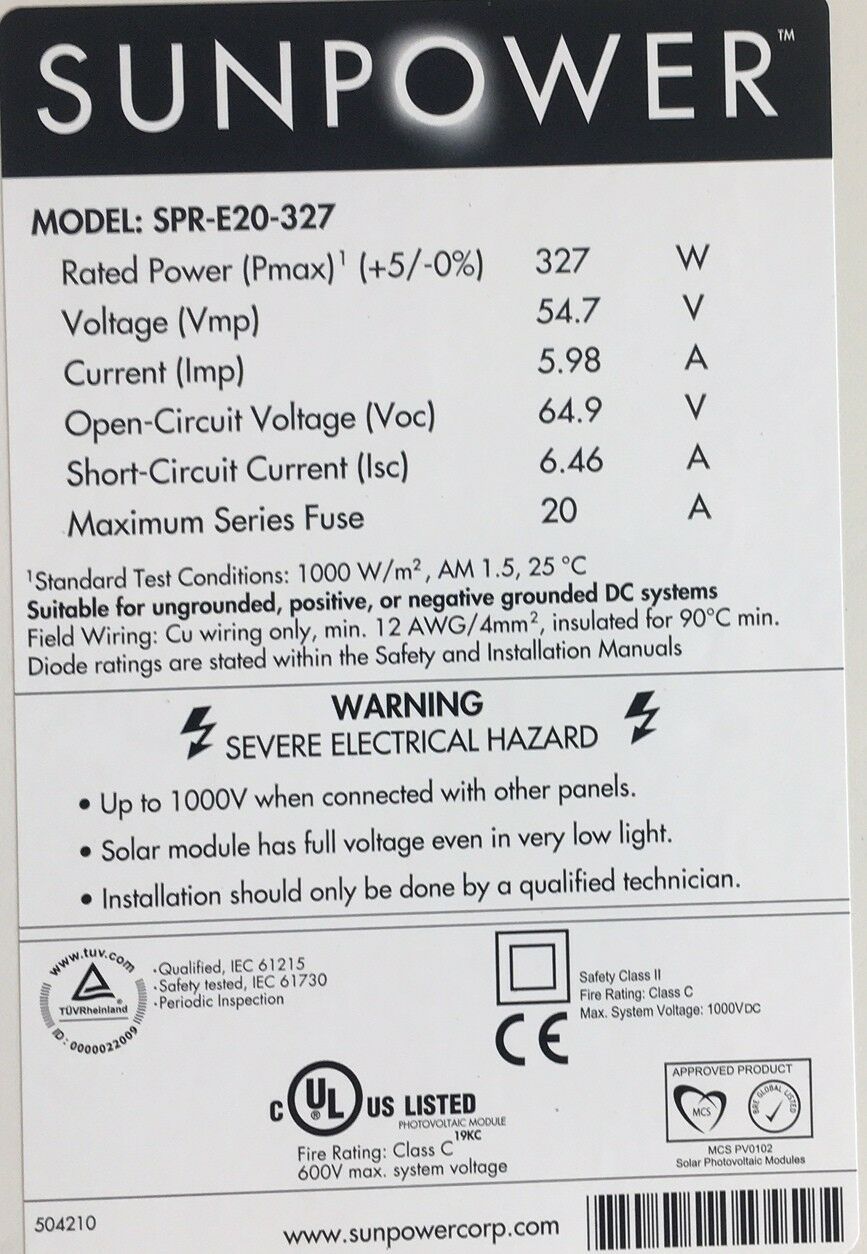 SUNPOWER™
MODEL: SPR-E20-327
Rated Power (Pmax)¹ (+5/-0%) 327 W
Voltage (Vmp) 54.7 V
Current (Imp) 5.98 A
Open-Circuit Voltage (Voc) 64.9 V
Short-Circuit Current (Isc) 6.46 A
Maximum Series Fuse 20 A
¹Standard Test Conditions: 1000 W/m², AM 1.5, 25 °C
Suitable for ungrounded, positive, or negative grounded DC systems
Field Wiring: Cu wiring only, min. 12 AWG/4mm², insulated for 90°C min.
Diode ratings are stated within the Safety and Installation Manuals
WARNING
SEVERE ELECTRICAL HAZARD
• Up to 1000V when connected with other panels.
• Solar module has full voltage even in very low light.
• Installation should only be done by a qualified technician.
www.tuv.com
TÜVRheinland®
ID: 0000022009
·Qualified, IEC 61215
·Safety tested, IEC 61730
·Periodic Inspection
Safety Class II
Fire Rating: Class C
Max. System Voltage: 1000VDC
CE
C UL® US LISTED
PHOTOVOLTAIC MODULE
19KC
Fire Rating: Class C
600V max. system voltage
APPROVED PRODUCT
MCS
BRE GLOBAL LISTED
MCS PV0102
Solar Photovoltaic Modules
504210
www.sunpowercorp.com